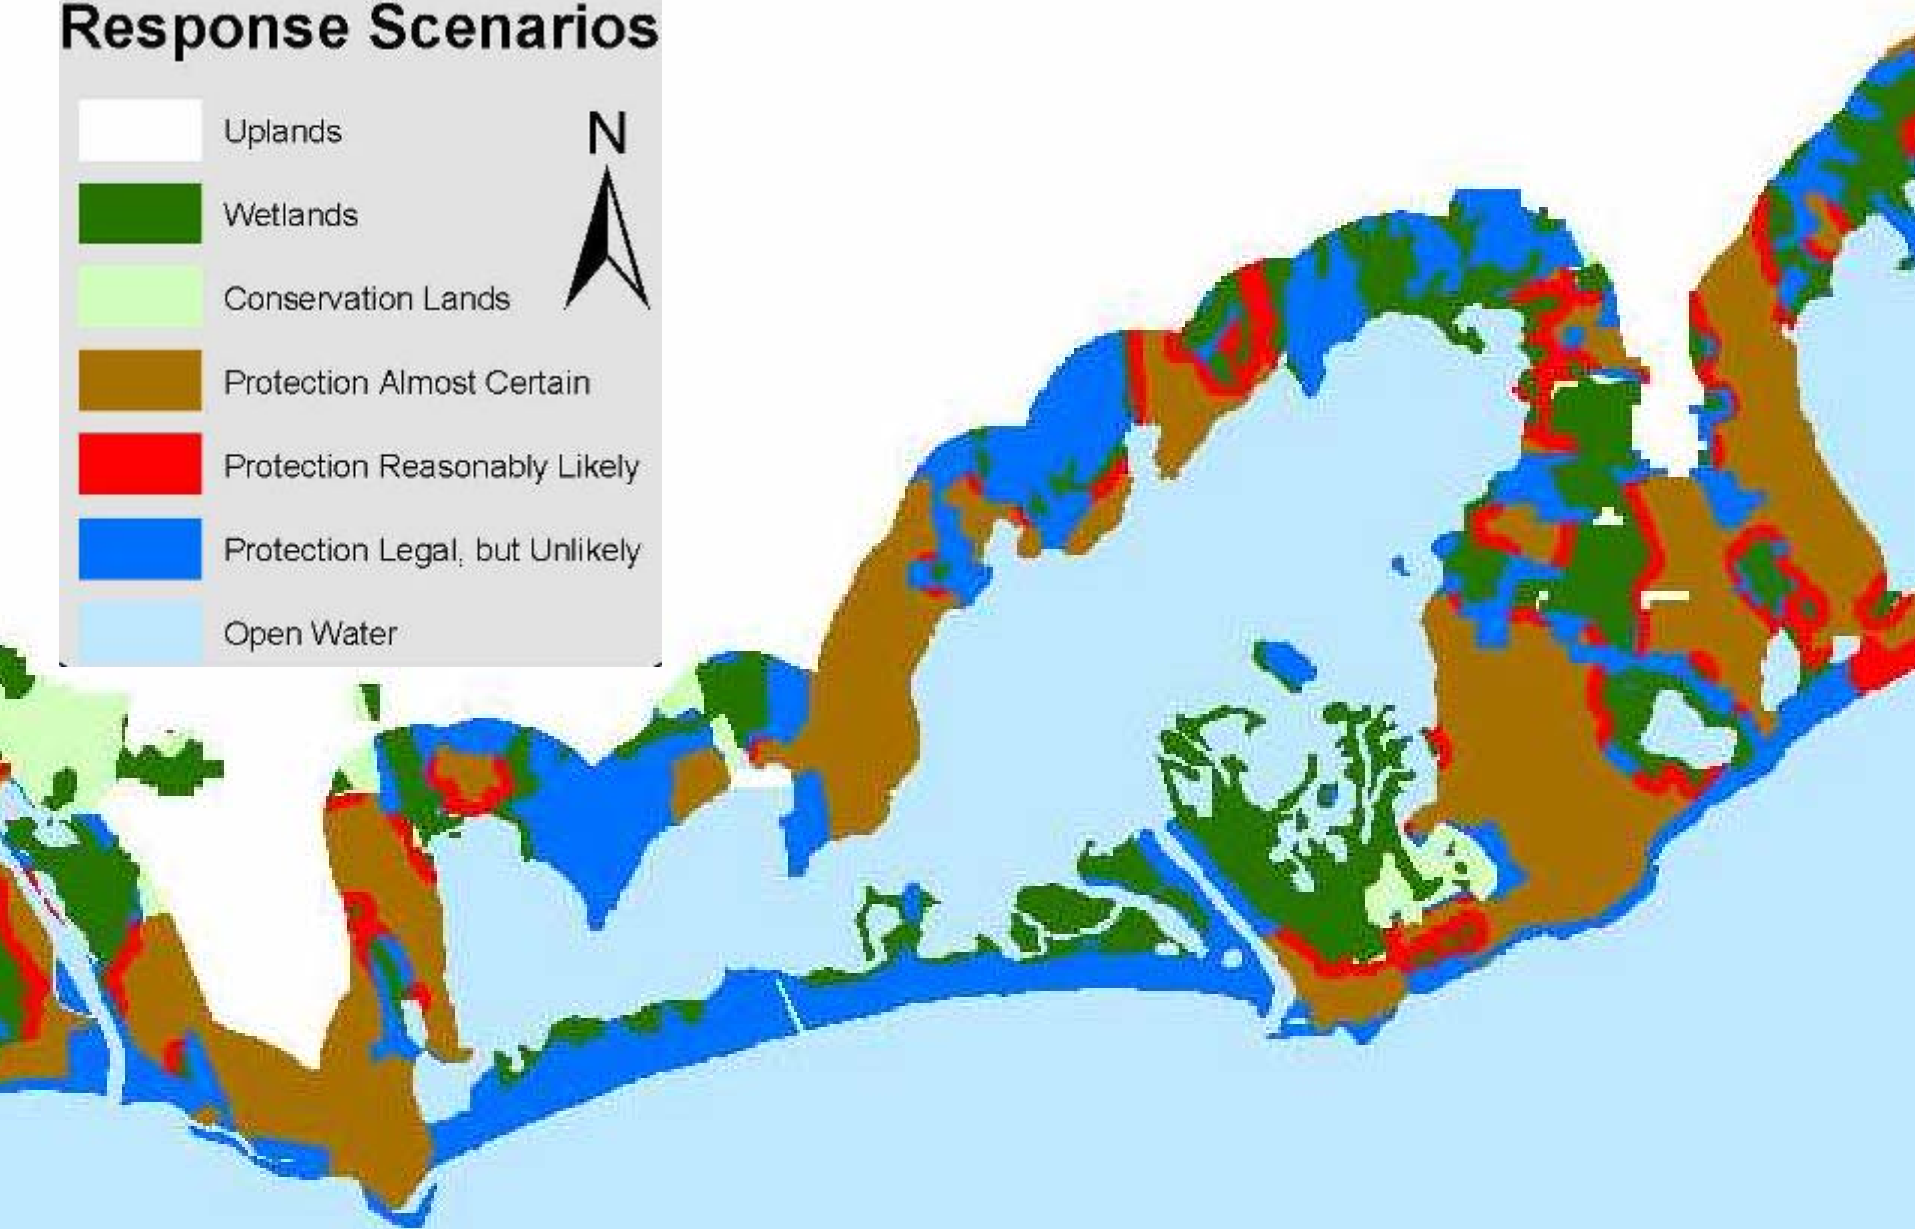 Response Scenarios
N
Uplands
Wetlands
Conservation Lands
Protection Almost Certain
Protection Reasonably Likely
Protection Legal, but Unlikely
Open Water